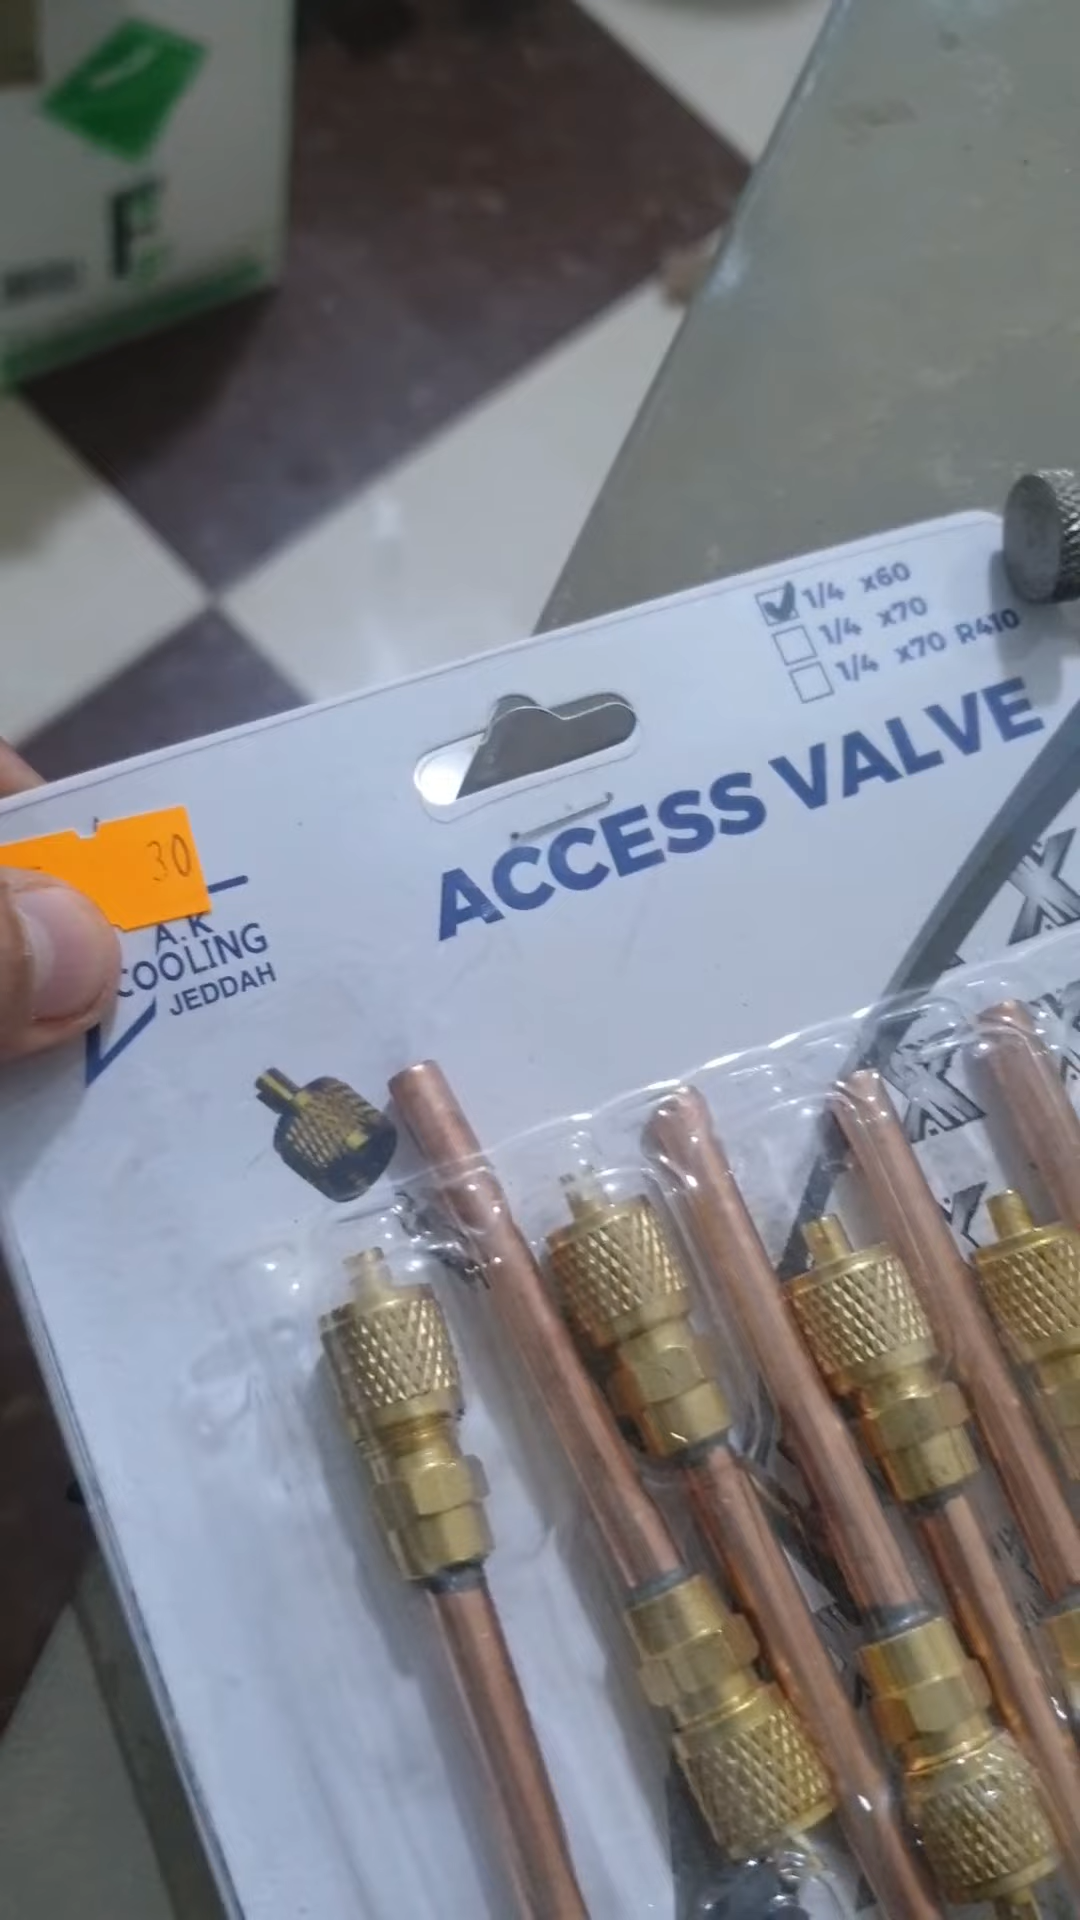 1/4 x60
1/4 x70
1/4 x70 R410
ACCESS VALVE
30
A.K
COOLING
JEDDAH